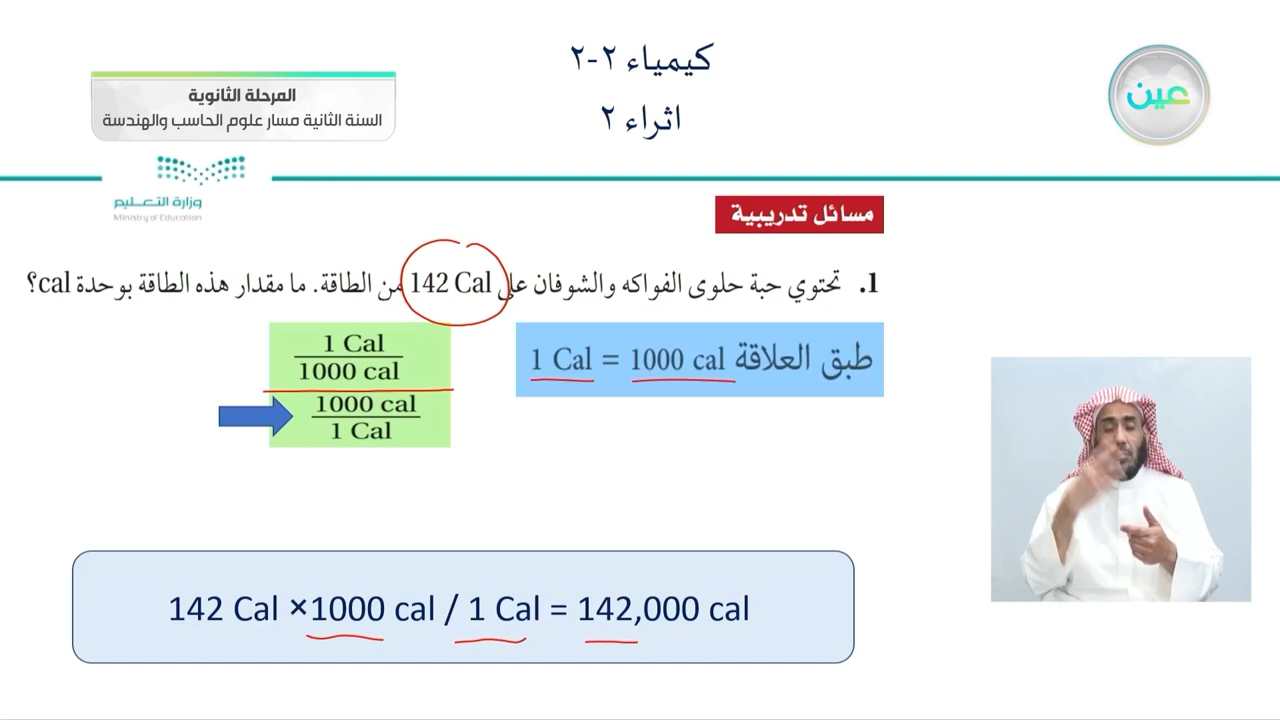 كيمياء ٢-٢
اثراء ٢
عين
المرحلة الثانوية
السنة الثانية مسار علوم الحاسب والهندسة
وزارة التعليم
Ministry of Education
مسائل تدريبية
1. تحتوي حبة حلوى الفواكه والشوفان على 142 Cal من الطاقة. ما مقدار هذه الطاقة بوحدة cal؟
طبق العلاقة 1 Cal = 1000 cal
1 Cal
1000 cal
1000 cal
1 Cal
142 Cal ×1000 cal / 1 Cal = 142,000 cal